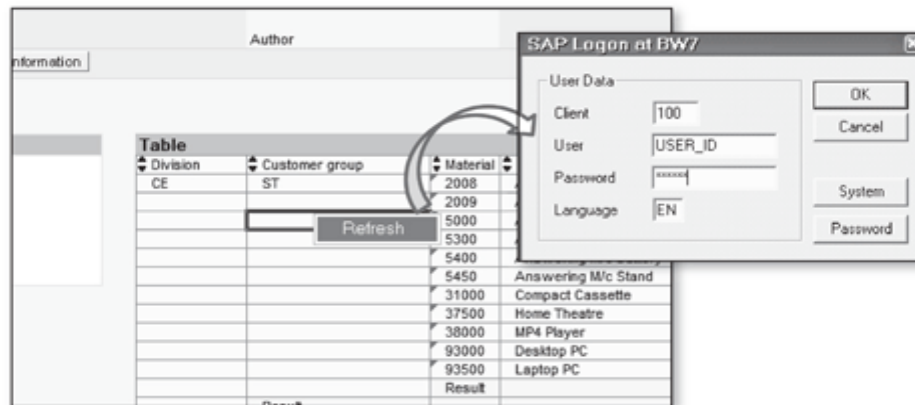 Author
SAP Logon at BW7
nformation
User Data
Client 100
OK
User USER_ID
Cancel
Password ××××××
System
Language EN
Password
Table
Division Customer group Material
CE ST 2008
2009
Refresh 5000
5300
5400
5450 Answering M/c Stand
31000 Compact Cassette
37500 Home Theatre
38000 MP4 Player
93000 Desktop PC
93500 Laptop PC
Result